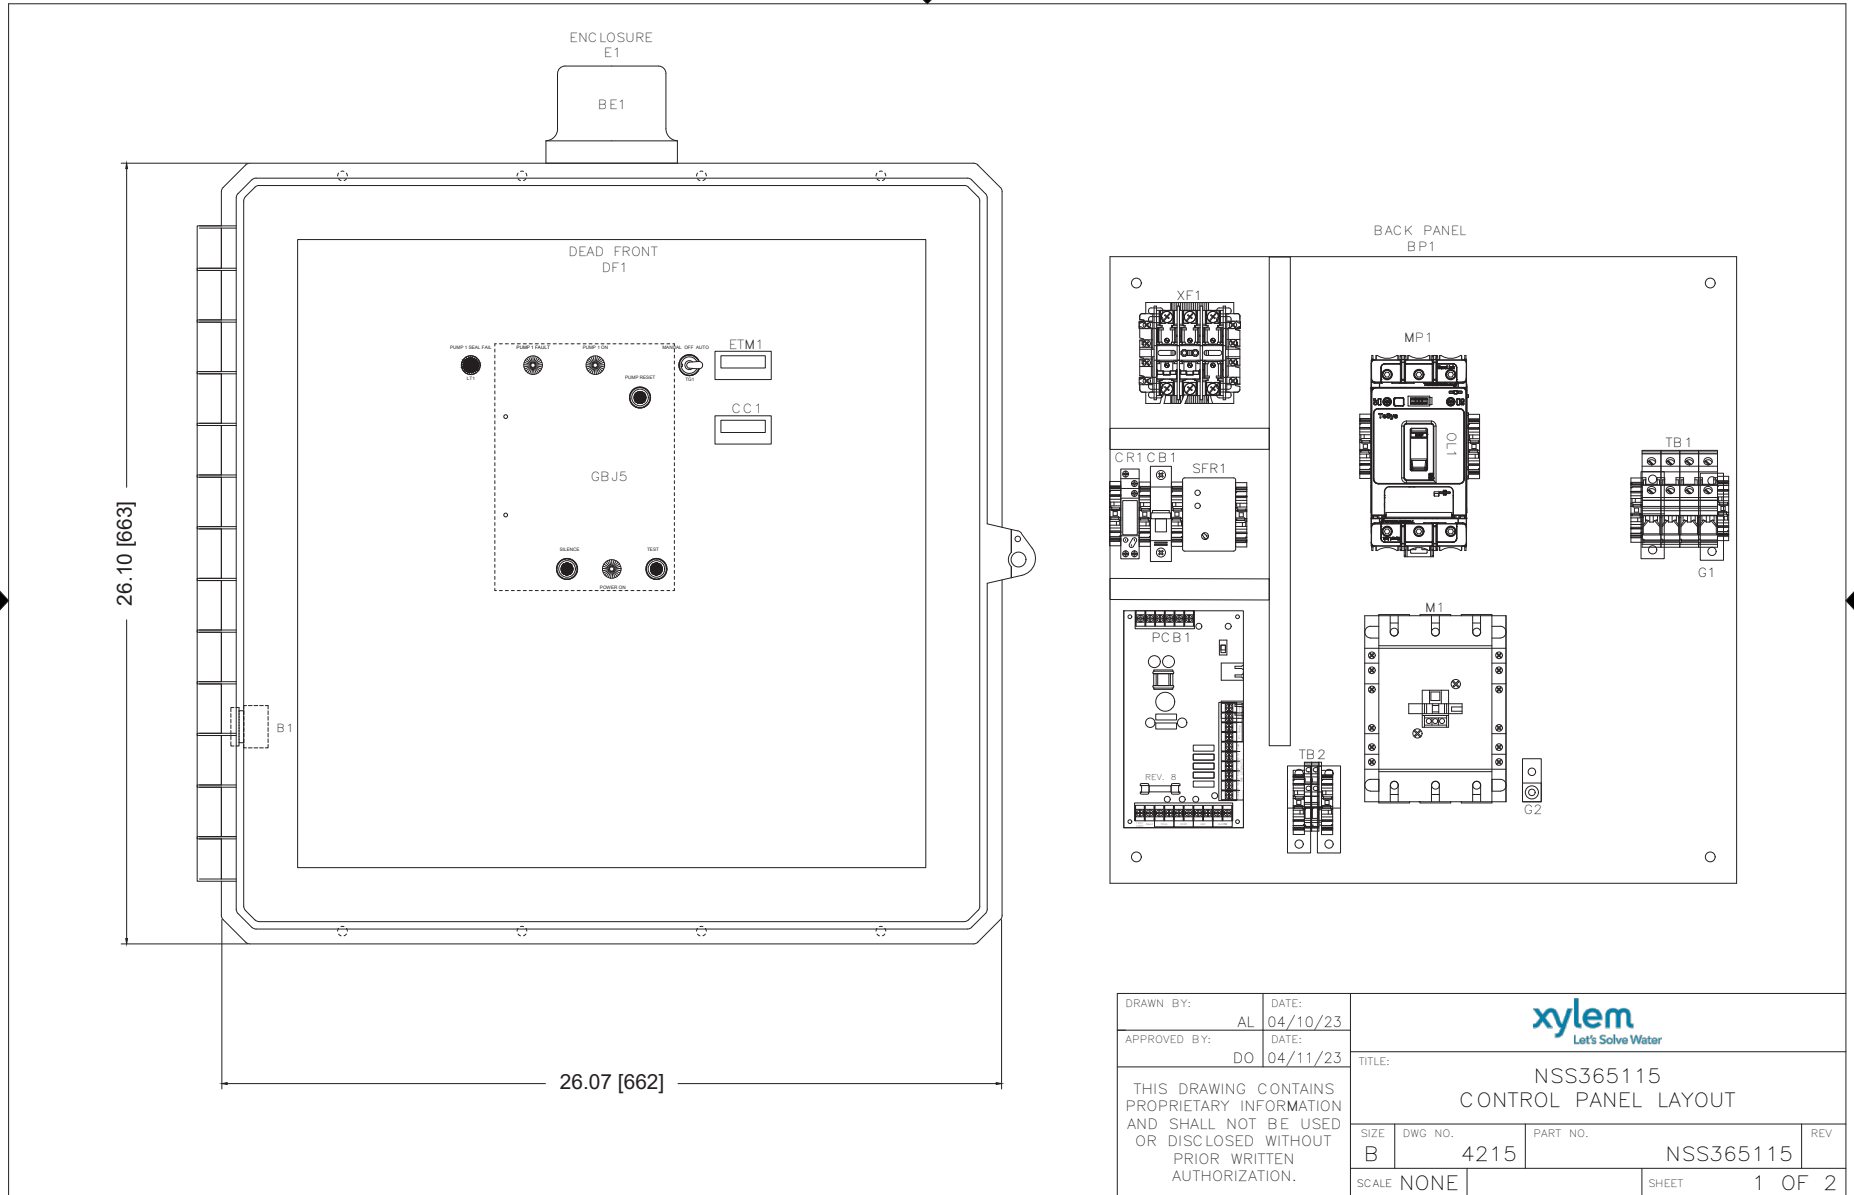 ENCLOSURE
E1
BE1
DEAD FRONT
DF1
PUMP 1 SEAL FAIL
PUMP 1 FAULT
PUMP 1 ON
MANUAL OFF AUTO
LT1
TG1
ETM1
PUMP RESET
CC1
GBJ5
SILENCE
TEST
POWER ON
B1
26.10 [663]
26.07 [662]
BACK PANEL
BP1
XF1
MP1
OL1
TB1
G1
CR1 CB1
SFR1
PCB1
REV. 8
TB2
M1
G2
DRAWN BY:
AL
DATE:
04/10/23
APPROVED BY:
DO
DATE:
04/11/23
THIS DRAWING CONTAINS
PROPRIETARY INFORMATION
AND SHALL NOT BE USED
OR DISCLOSED WITHOUT
PRIOR WRITTEN
AUTHORIZATION.
xylem
Let's Solve Water
TITLE:
NSS365115
CONTROL PANEL LAYOUT
SIZE
B
DWG NO.
4215
PART NO.
NSS365115
REV
SCALE NONE
SHEET 1 OF 2